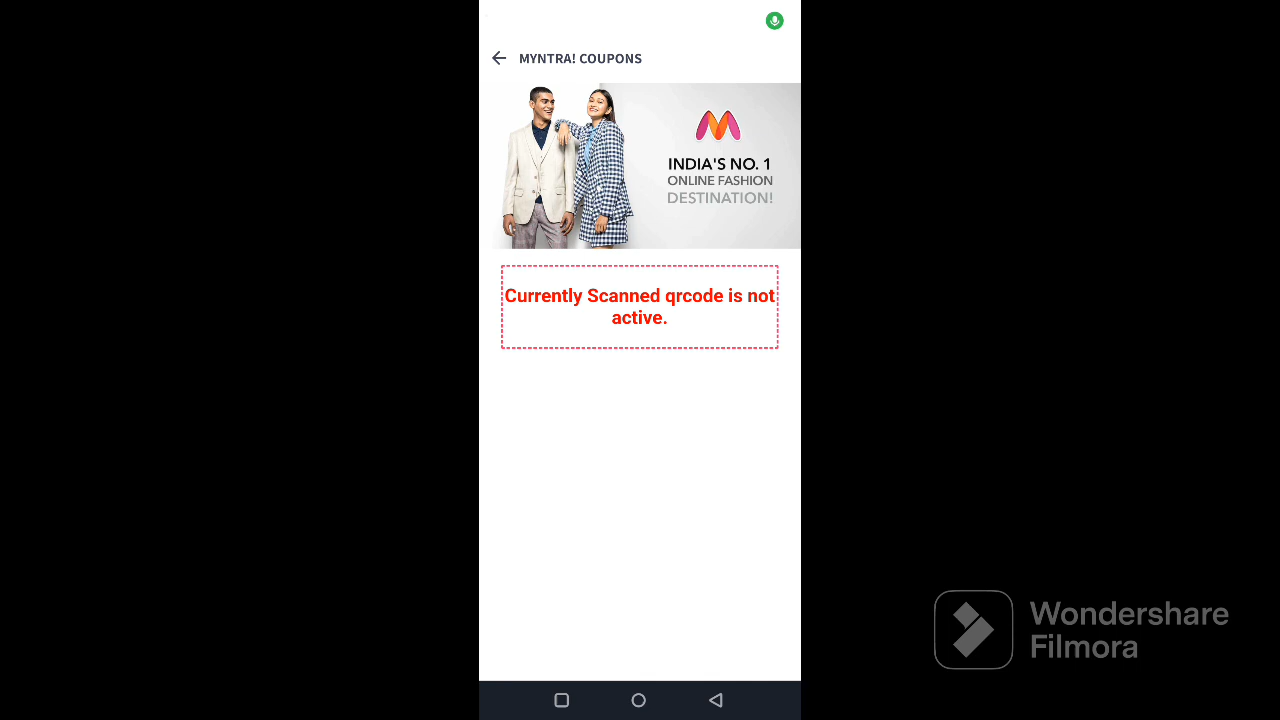 MYNTRA! COUPONS
INDIA'S NO. 1
ONLINE FASHION
DESTINATION!
Currently Scanned qrcode is not
active.
Wondershare
Filmora